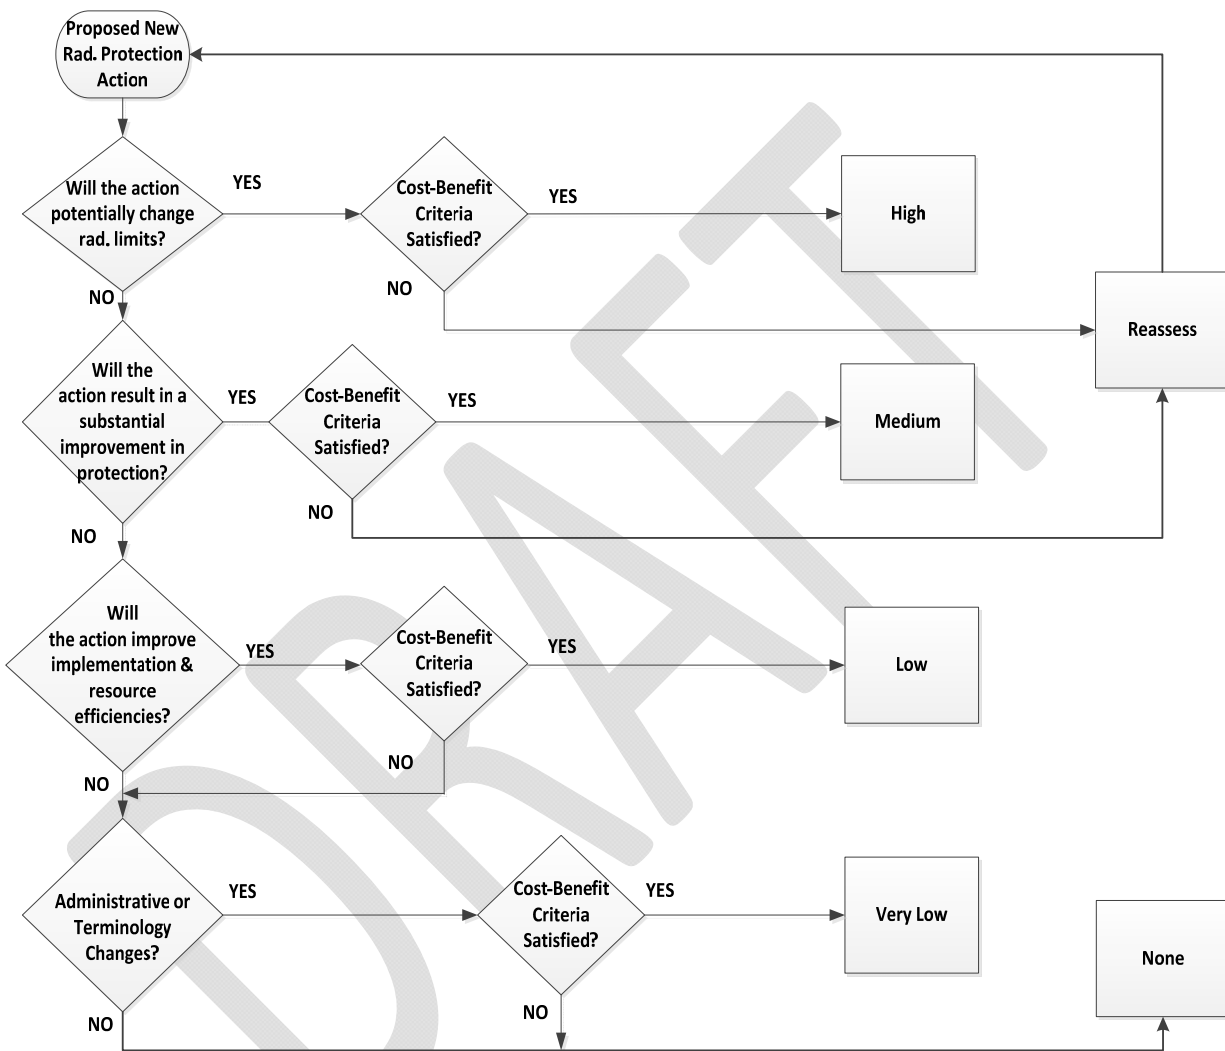 Proposed New
Rad. Protection
Action
Will the action
potentially change
rad. limits?
YES
Cost-Benefit
Criteria
Satisfied?
YES
High
NO
NO
Reassess
Will the
action result in a
substantial
improvement in
protection?
YES
Cost-Benefit
Criteria
Satisfied?
YES
Medium
NO
NO
Will
the action improve
implementation &
resource
efficiencies?
YES
Cost-Benefit
Criteria
Satisfied?
YES
Low
NO
NO
Administrative or
Terminology
Changes?
YES
Cost-Benefit
Criteria
Satisfied?
YES
Very Low
None
NO
NO
DRAFT